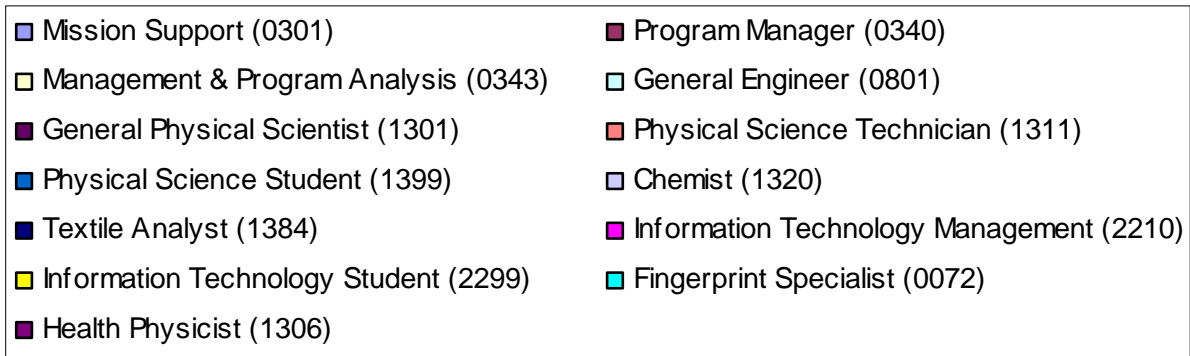 Mission Support (0301) Program Manager (0340)
Management & Program Analysis (0343) General Engineer (0801)
General Physical Scientist (1301) Physical Science Technician (1311)
Physical Science Student (1399) Chemist (1320)
Textile Analyst (1384) Information Technology Management (2210)
Information Technology Student (2299) Fingerprint Specialist (0072)
Health Physicist (1306)